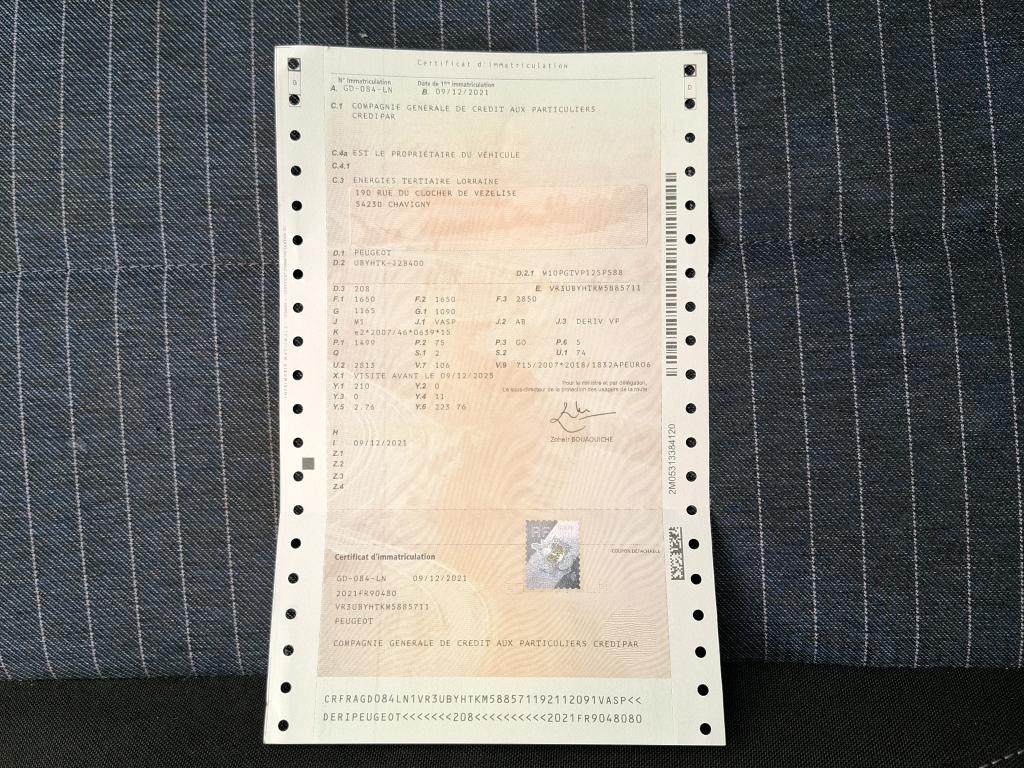 Certificat d'immatriculation
N° Immatriculation Date de 1ère immatriculation
A. GD-084-LN B. 09/12/2021
C.1 COMPAGNIE GENERALE DE CREDIT AUX PARTICULIERS
CREDIPAR
C.4a EST LE PROPRIÉTAIRE DU VÉHICULE
C.4.1
C.3 ENERGIES TERTIAIRE LORRAINE
190 RUE DU CLOCHER DE VEZELISE
54230 CHAVIGNY
D.1 PEUGEOT
D.2 UBYHTK-J2B400
D.2.1 M10PGTVP125P588
D.3 208 E. VR3UBYHTKM5885711
F.1 1650 F.2 1650 F.3 2850
G 1165 G.1 1090
J M1 J.1 VASP J.2 AB J.3 DERIV VP
K e2*2007/46*0639*15
P.1 1499 P.2 75 P.3 GO P.6 5
Q S.1 2 S.2 U.1 74
U.2 2813 V.7 106 V.9 715/2007*2018/1832APEURO6
X.1 VISITE AVANT LE 09/12/2025
Y.1 210 Y.2 0
Y.3 0 Y.4 11
Y.5 2.76 Y.6 223.76
Pour le ministre et par délégation,
Le sous-directeur de la protection des usagers de la route
Zoheir BOUAOUICHE
H
I 09/12/2021
Z.1
Z.2
Z.3
Z.4
2M05313384120
COUPON DÉTACHABLE
Certificat d'immatriculation
GD-084-LN 09/12/2021
2021FR90480
VR3UBYHTKM5885711
PEUGEOT
COMPAGNIE GENERALE DE CREDIT AUX PARTICULIERS CREDIPAR
CRFRAGD084LN1VR3UBYHTKM588571192112091VASP<<
DERIPEUGEOT<<<<<<<208<<<<<<<<<<2021FR9048080